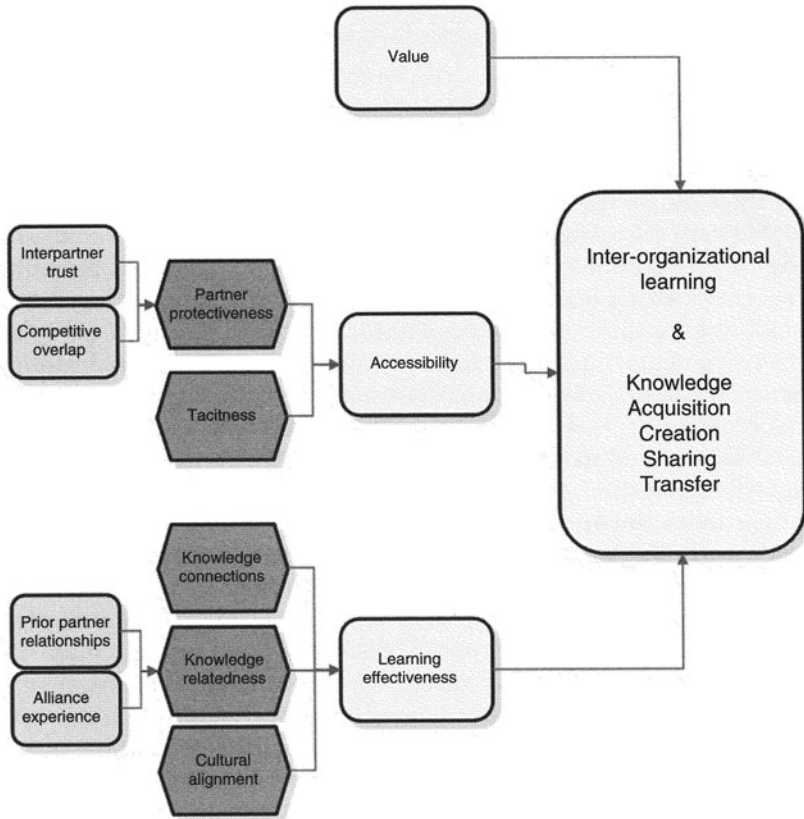 Value
Inter-organizational
learning
&
Knowledge
Acquisition
Creation
Sharing
Transfer
Interpartner
trust
Competitive
overlap
Partner
protectiveness
Tacitness
Accessibility
Knowledge
connections
Prior partner
relationships
Alliance
experience
Knowledge
relatedness
Cultural
alignment
Learning
effectiveness